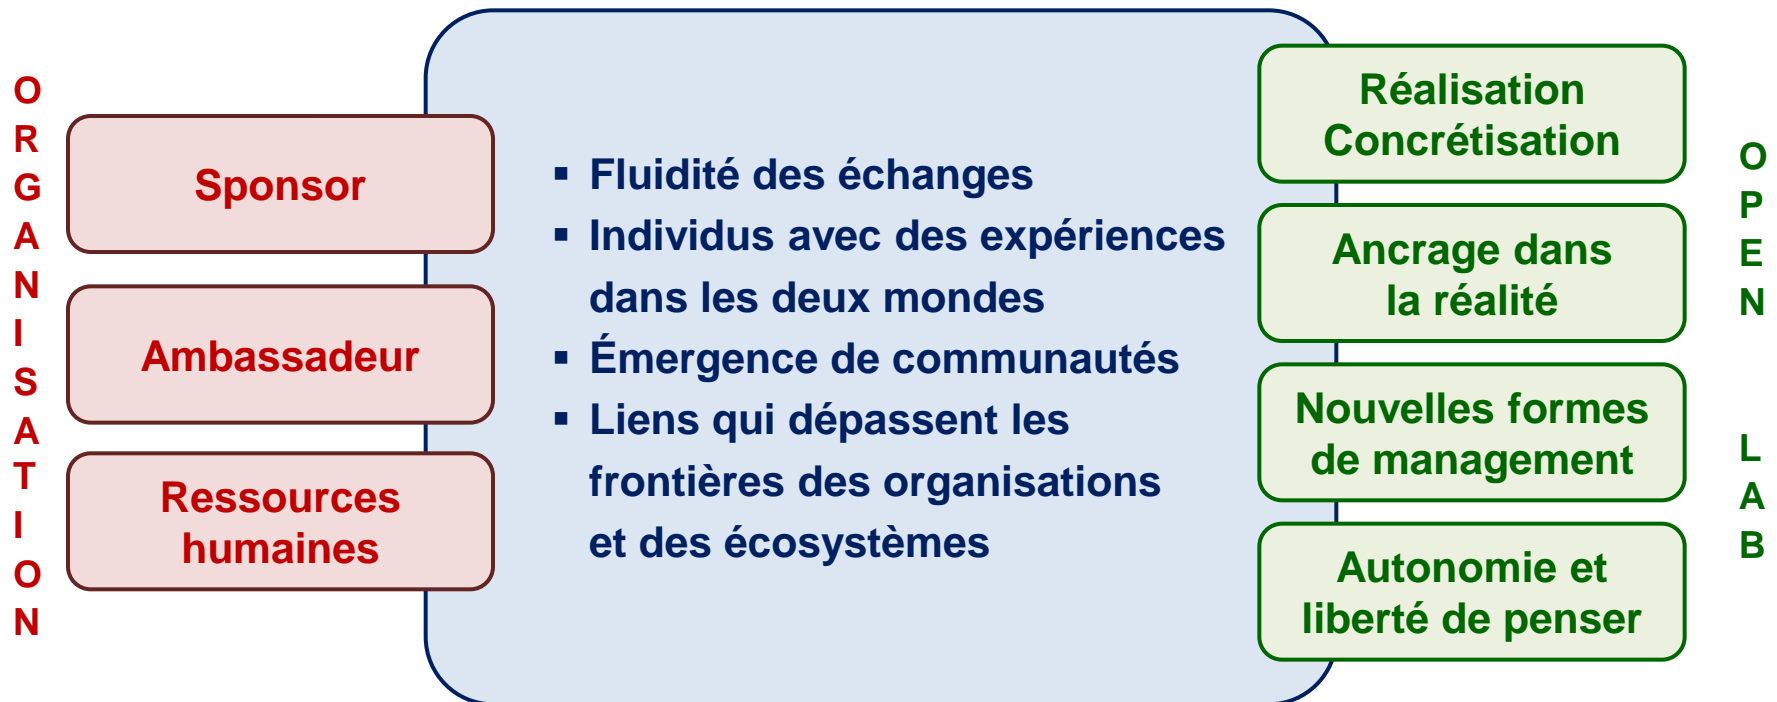 ORGANISATION
Sponsor
Ambassadeur
Ressources
humaines
▪ Fluidité des échanges
▪ Individus avec des expériences
dans les deux mondes
▪ Émergence de communautés
▪ Liens qui dépassent les
frontières des organisations
et des écosystèmes
Réalisation
Concrétisation
Ancrage dans
la réalité
Nouvelles formes
de management
Autonomie et
liberté de penser
OPEN LAB